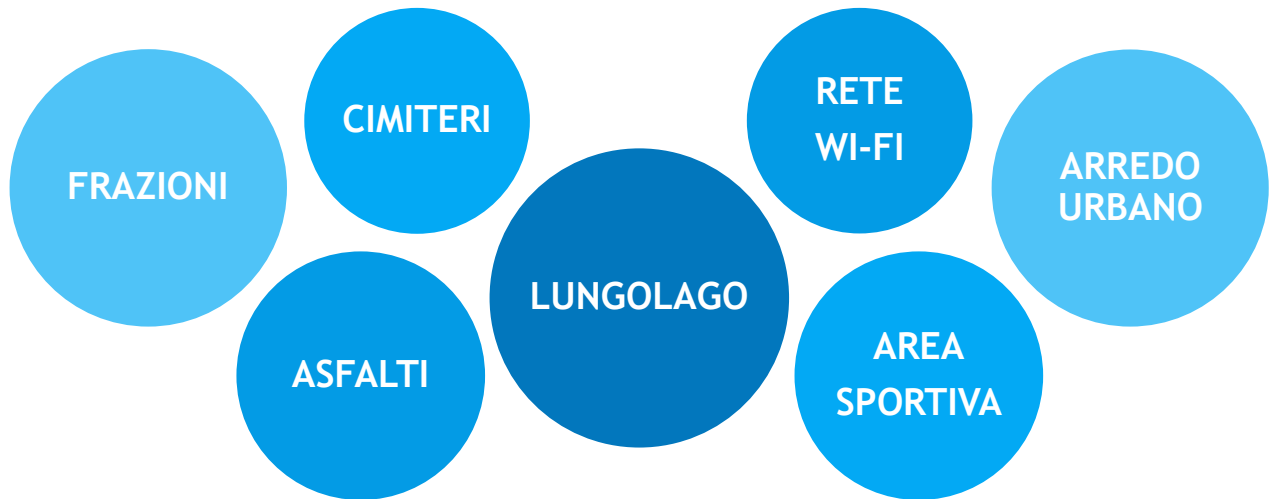 FRAZIONI
CIMITERI
ASFALTI
LUNGOLAGO
RETE
WI-FI
AREA
SPORTIVA
ARREDO
URBANO